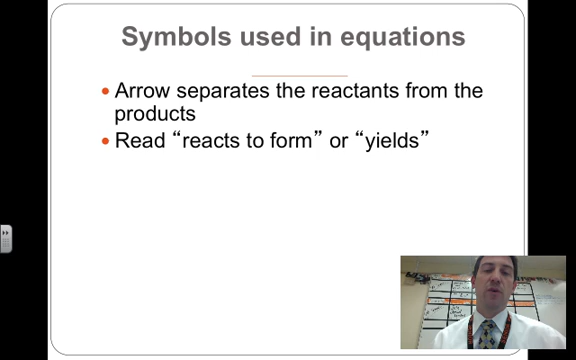 Symbols used in equations
• Arrow separates the reactants from the
products
• Read “reacts to form” or “yields”